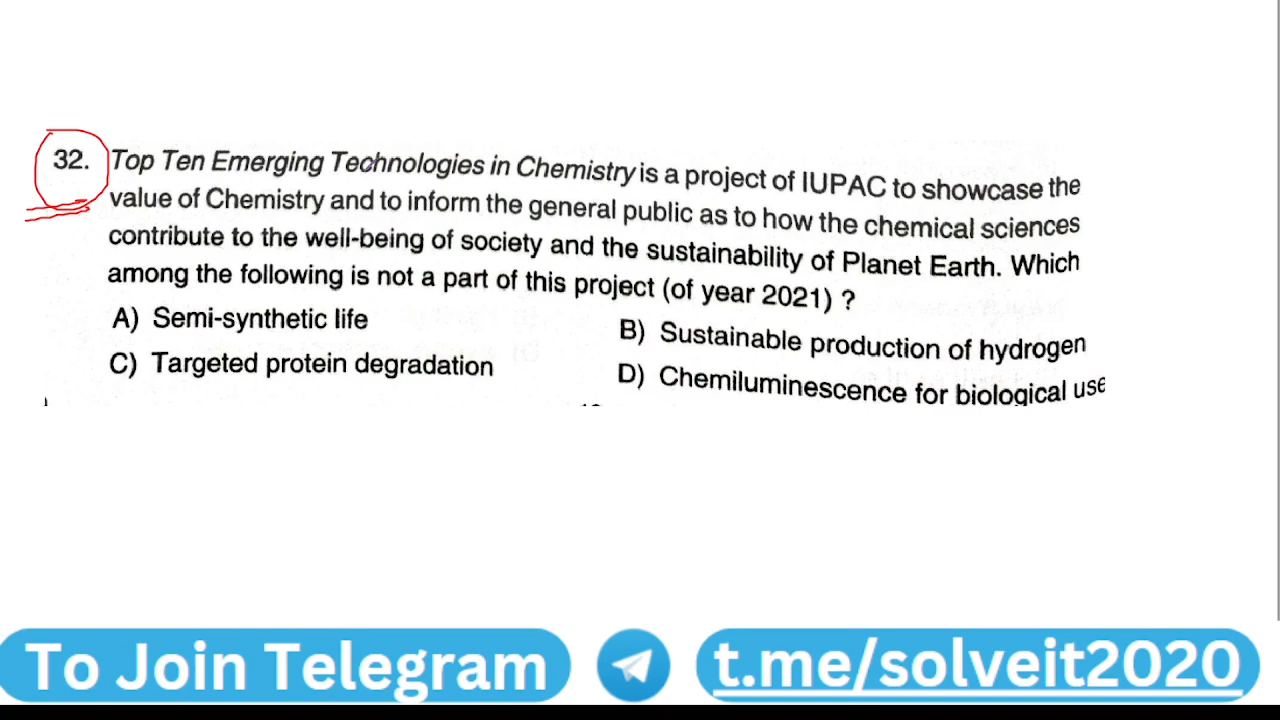 32. Top Ten Emerging Technologies in Chemistry is a project of IUPAC to showcase the
value of Chemistry and to inform the general public as to how the chemical sciences
contribute to the well-being of society and the sustainability of Planet Earth. Which
among the following is not a part of this project (of year 2021) ?
A) Semi-synthetic life
B) Sustainable production of hydrogen
C) Targeted protein degradation
D) Chemiluminescence for biological use
To Join Telegram
t.me/solveit2020